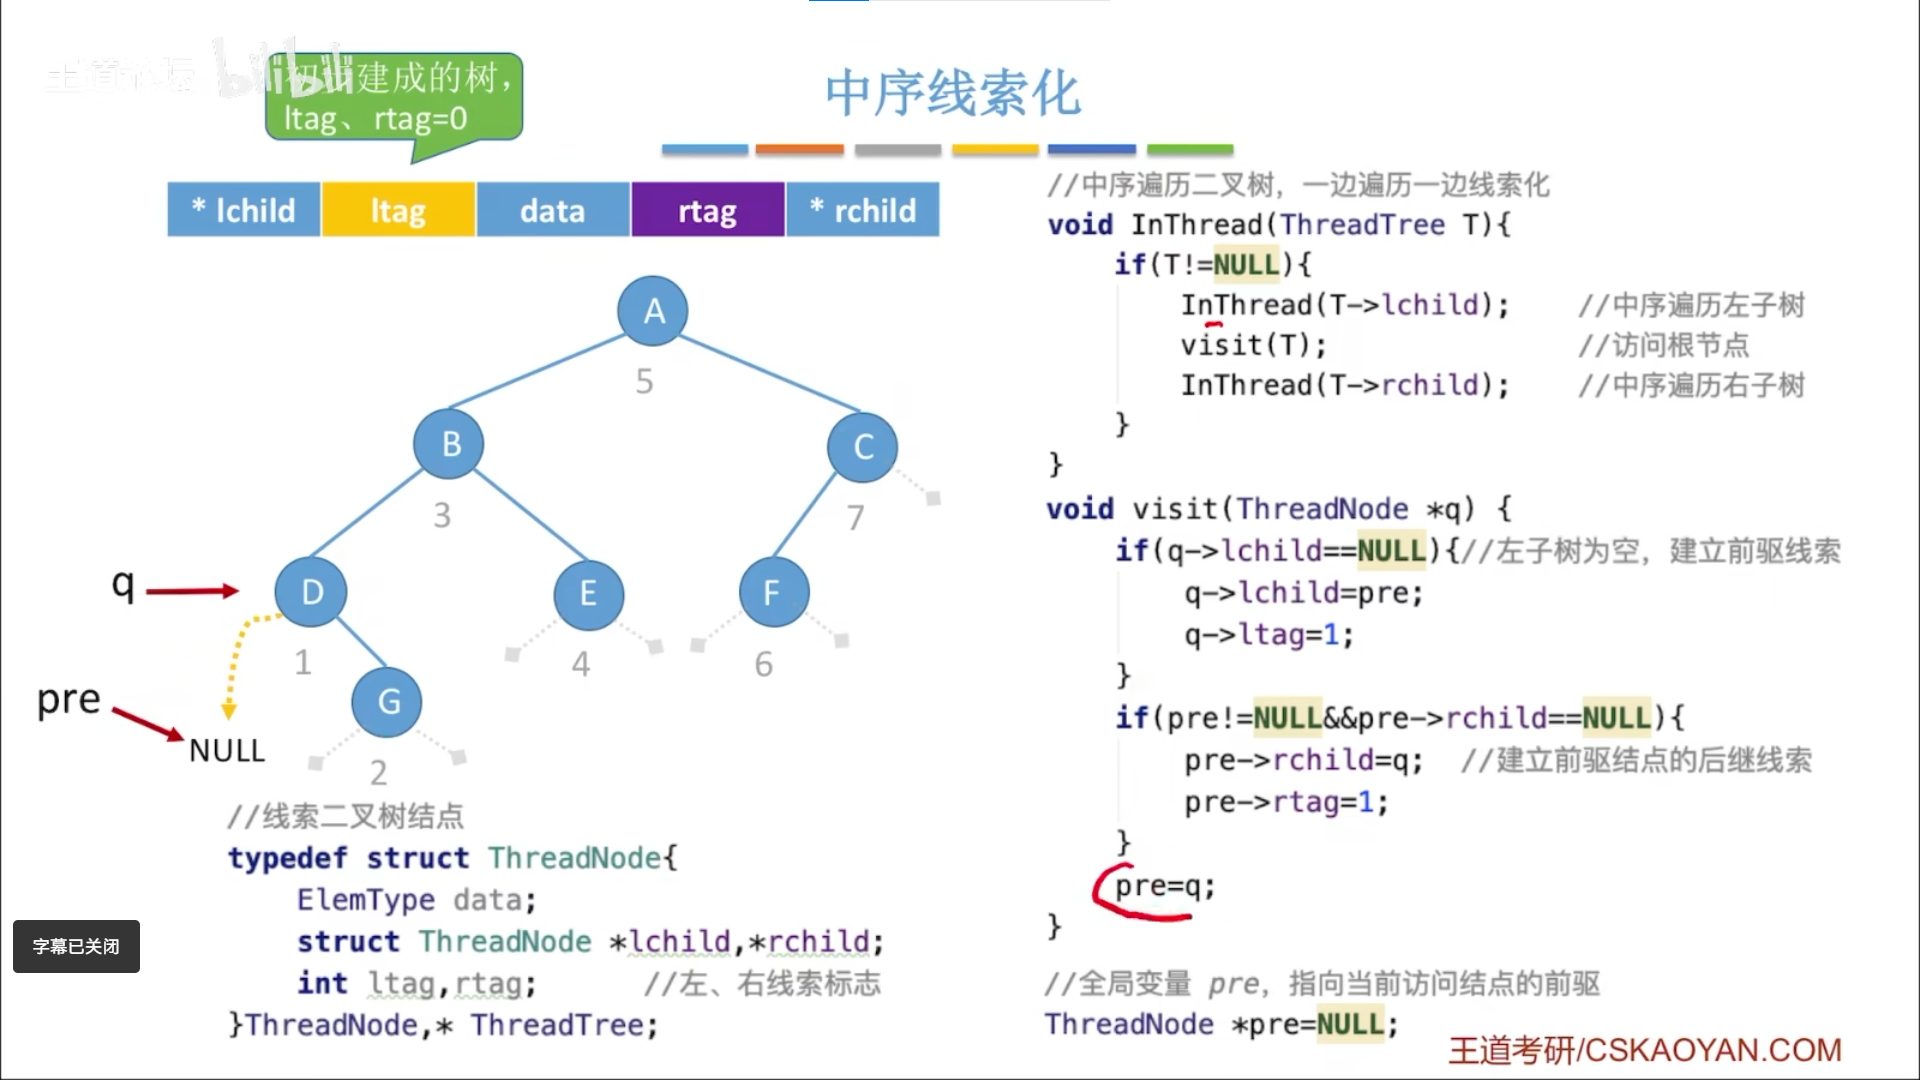 王道论坛 bilibili
初步建成的树，
ltag、rtag=0
中序线索化
* lchild ltag data rtag * rchild
A
5
B
C
3
7
q
D
E
F
1
4
6
pre
G
NULL
2
//线索二叉树结点
typedef struct ThreadNode{
ElemType data;
struct ThreadNode *lchild,*rchild;
int ltag,rtag; //左、右线索标志
}ThreadNode,* ThreadTree;
字幕已关闭
//中序遍历二叉树，一边遍历一边线索化
void InThread(ThreadTree T){
if(T!=NULL){
InThread(T->lchild); //中序遍历左子树
visit(T); //访问根节点
InThread(T->rchild); //中序遍历右子树
}
}
void visit(ThreadNode *q) {
if(q->lchild==NULL){//左子树为空，建立前驱线索
q->lchild=pre;
q->ltag=1;
}
if(pre!=NULL&&pre->rchild==NULL){
pre->rchild=q; //建立前驱结点的后继线索
pre->rtag=1;
}
pre=q;
}
//全局变量 pre，指向当前访问结点的前驱
ThreadNode *pre=NULL;
王道考研/CSKAOYAN.COM